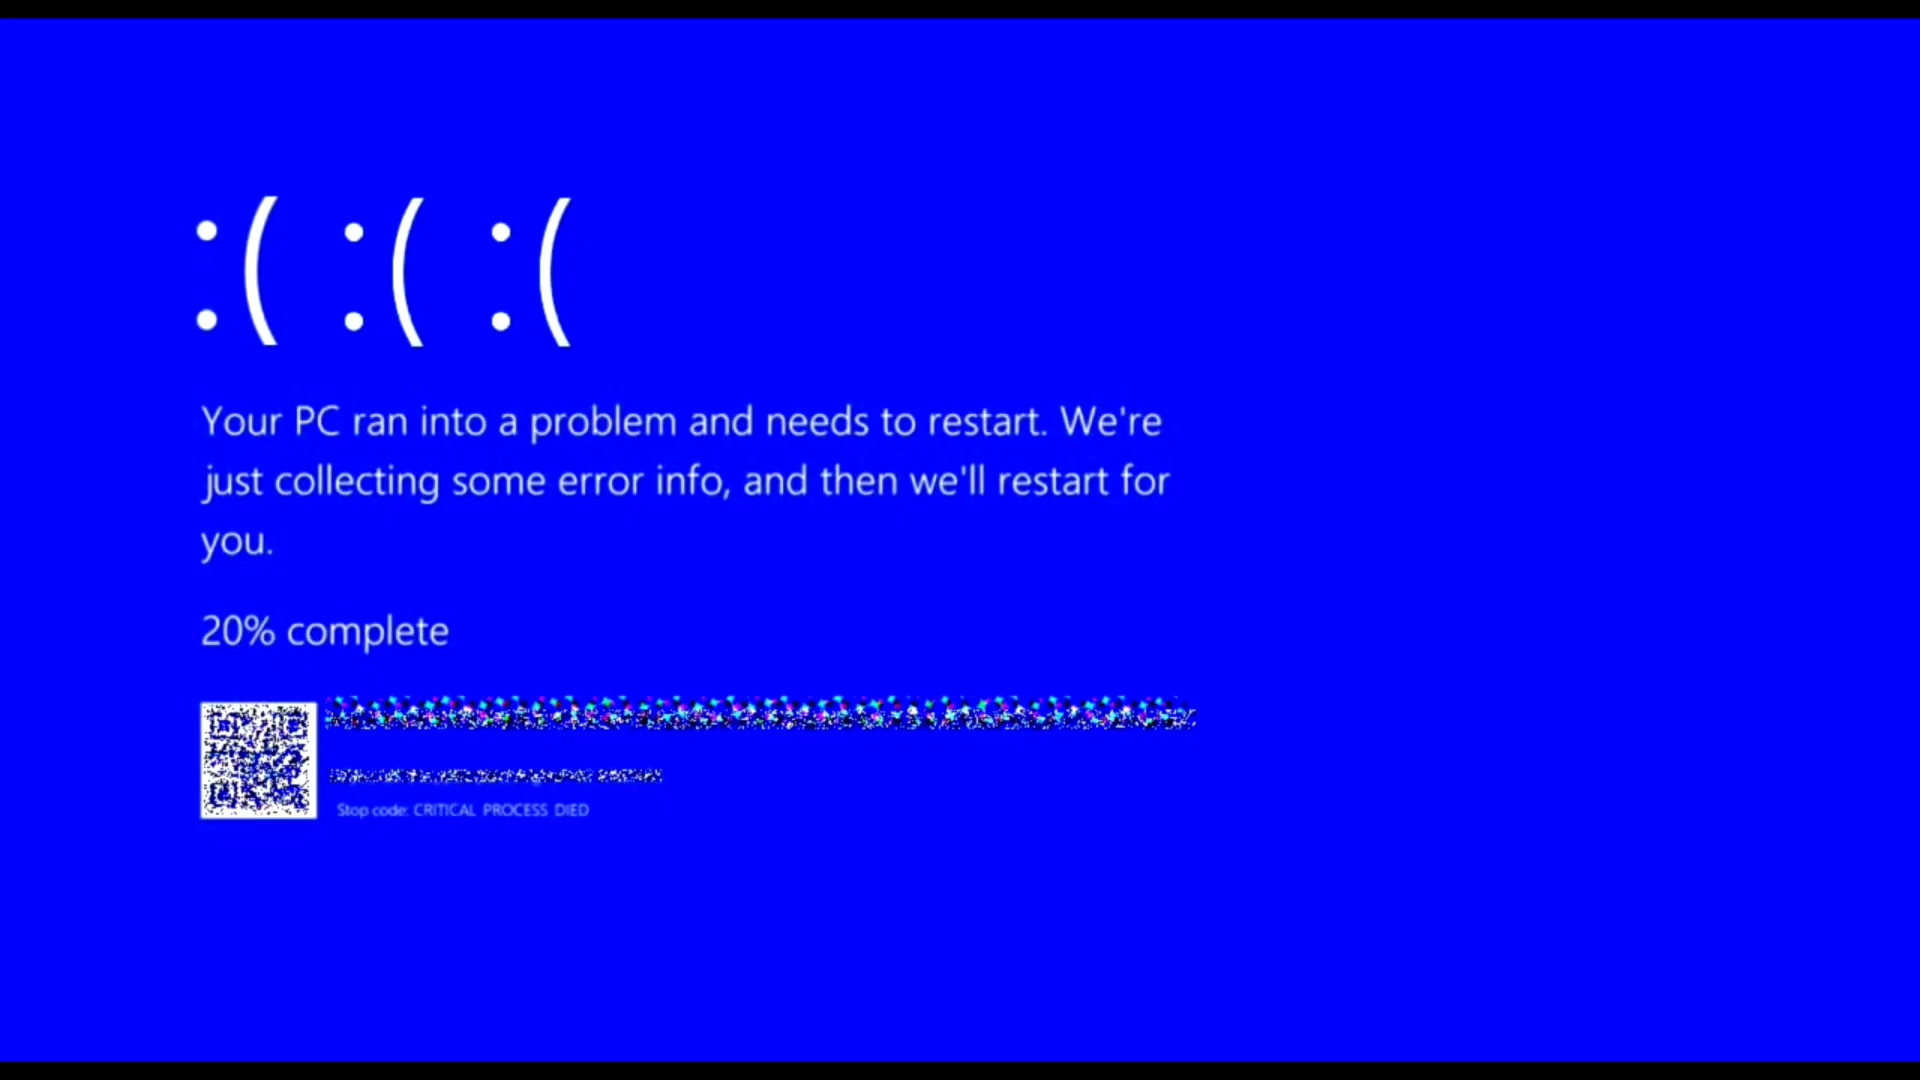 :( :( :(
Your PC ran into a problem and needs to restart. We're
just collecting some error info, and then we'll restart for
you.
20% complete
Stop code: CRITICAL PROCESS DIED